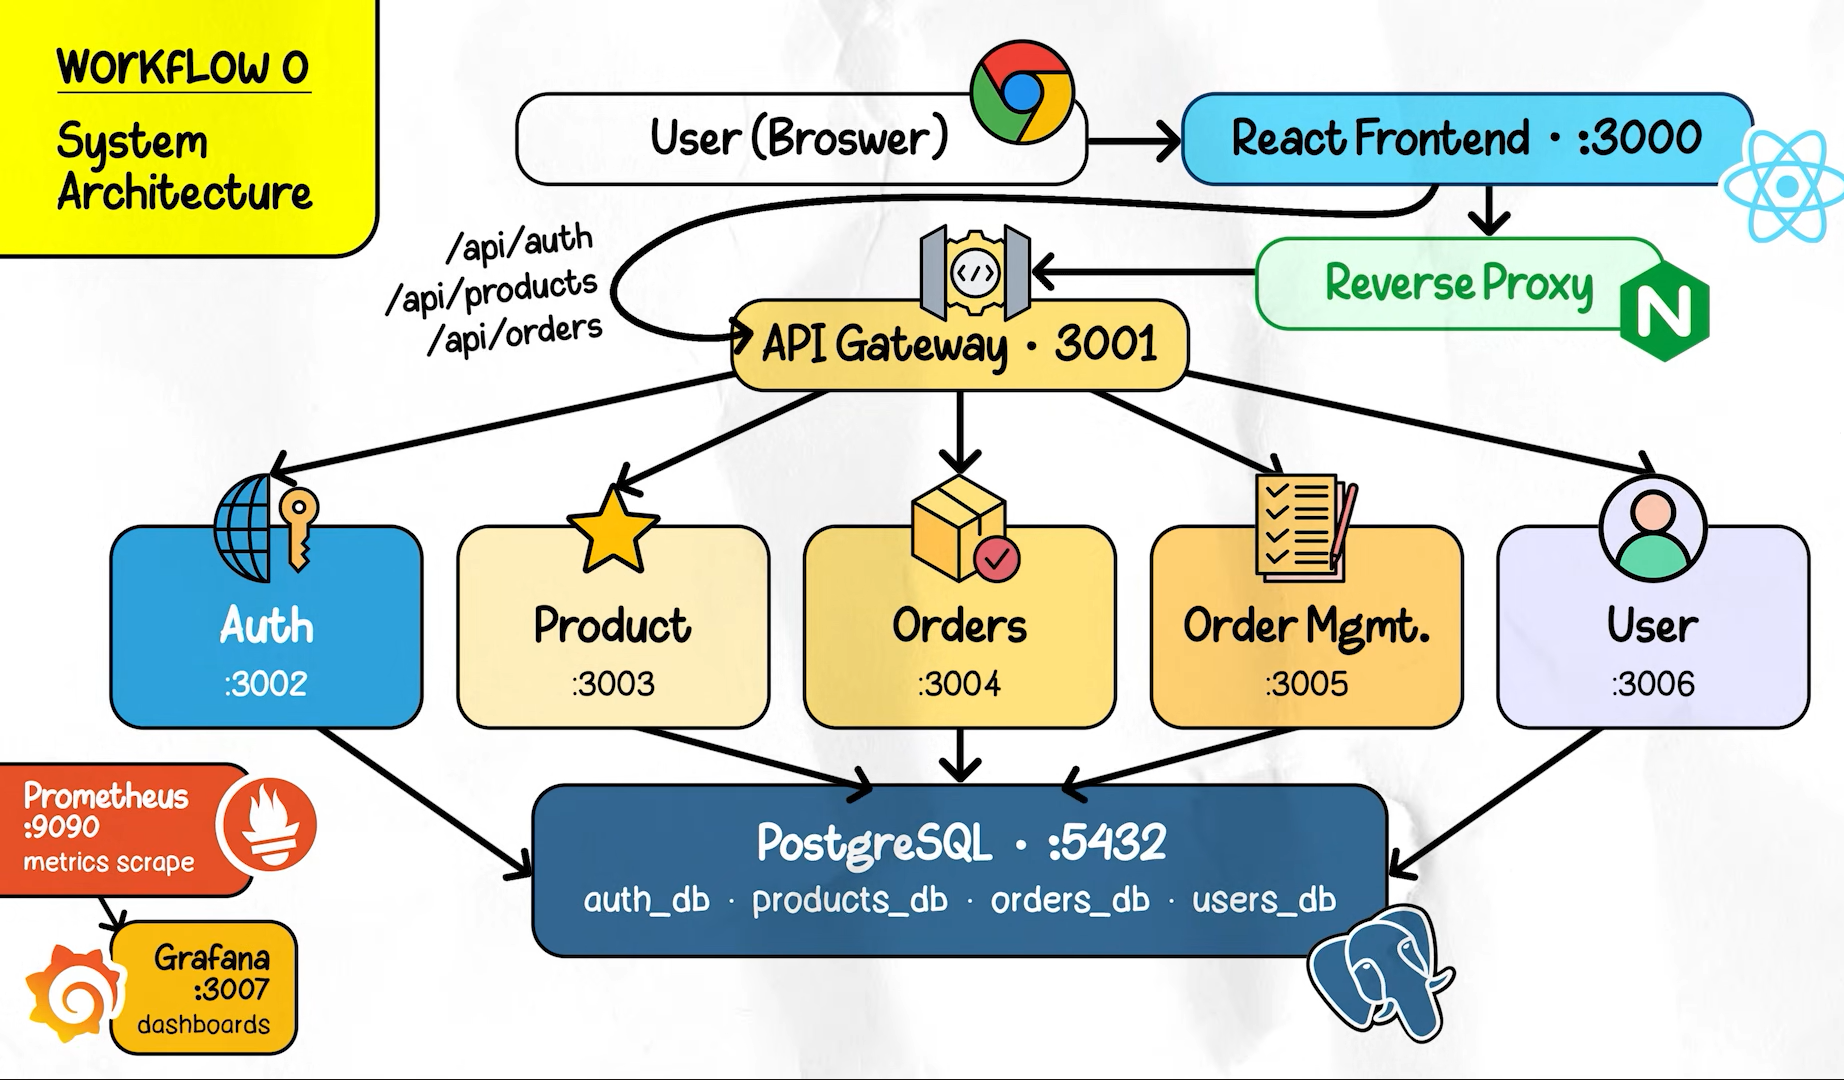 WORKFLOW 0
System
Architecture
User (Broswer)
React Frontend · :3000
/api/auth
/api/products
/api/orders
Reverse Proxy
N
API Gateway · 3001
Auth
:3002
Product
:3003
Orders
:3004
Order Mgmt.
:3005
User
:3006
Prometheus
:9090
metrics scrape
PostgreSQL · :5432
auth_db · products_db · orders_db · users_db
Grafana
:3007
dashboards